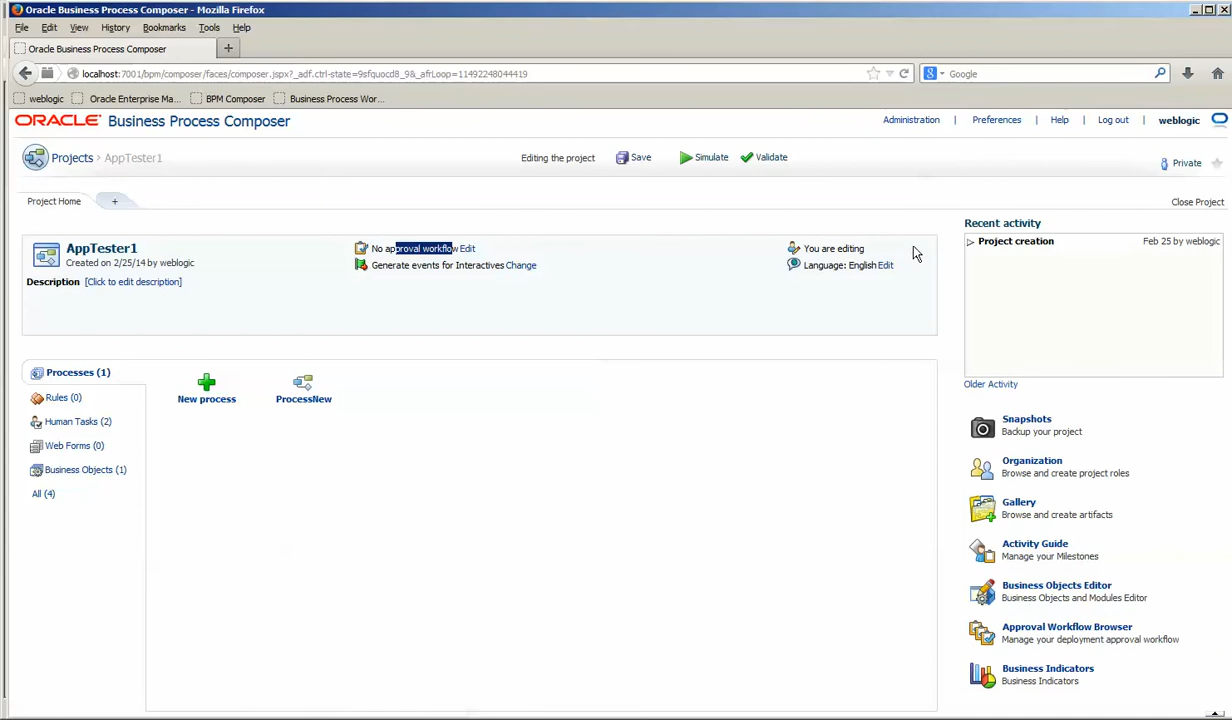 Oracle Business Process Composer - Mozilla Firefox
File Edit View History Bookmarks Tools Help
Oracle Business Process Composer +
localhost:7001/bpm/composer/faces/composer.jspx?_adf.ctrl-state=9sfquocd8_9&_afrLoop=11492248044419
Google
weblogic Oracle Enterprise Ma... BPM Composer Business Process Wor...
ORACLE Business Process Composer
Administration Preferences Help Log out weblogic
Projects > AppTester1
Editing the project Save Simulate Validate
Private
Project Home +
Close Project
AppTester1
Created on 2/25/14 by weblogic
Description [Click to edit description]
No approval workflow Edit
Generate events for Interactives Change
You are editing
Language: English Edit
Recent activity
Project creation Feb 25 by weblogic
Older Activity
Processes (1)
Rules (0)
Human Tasks (2)
Web Forms (0)
Business Objects (1)
All (4)
New process
ProcessNew
Snapshots
Backup your project
Organization
Browse and create project roles
Gallery
Browse and create artifacts
Activity Guide
Manage your Milestones
Business Objects Editor
Business Objects and Modules Editor
Approval Workflow Browser
Manage your deployment approval workflow
Business Indicators
Business Indicators